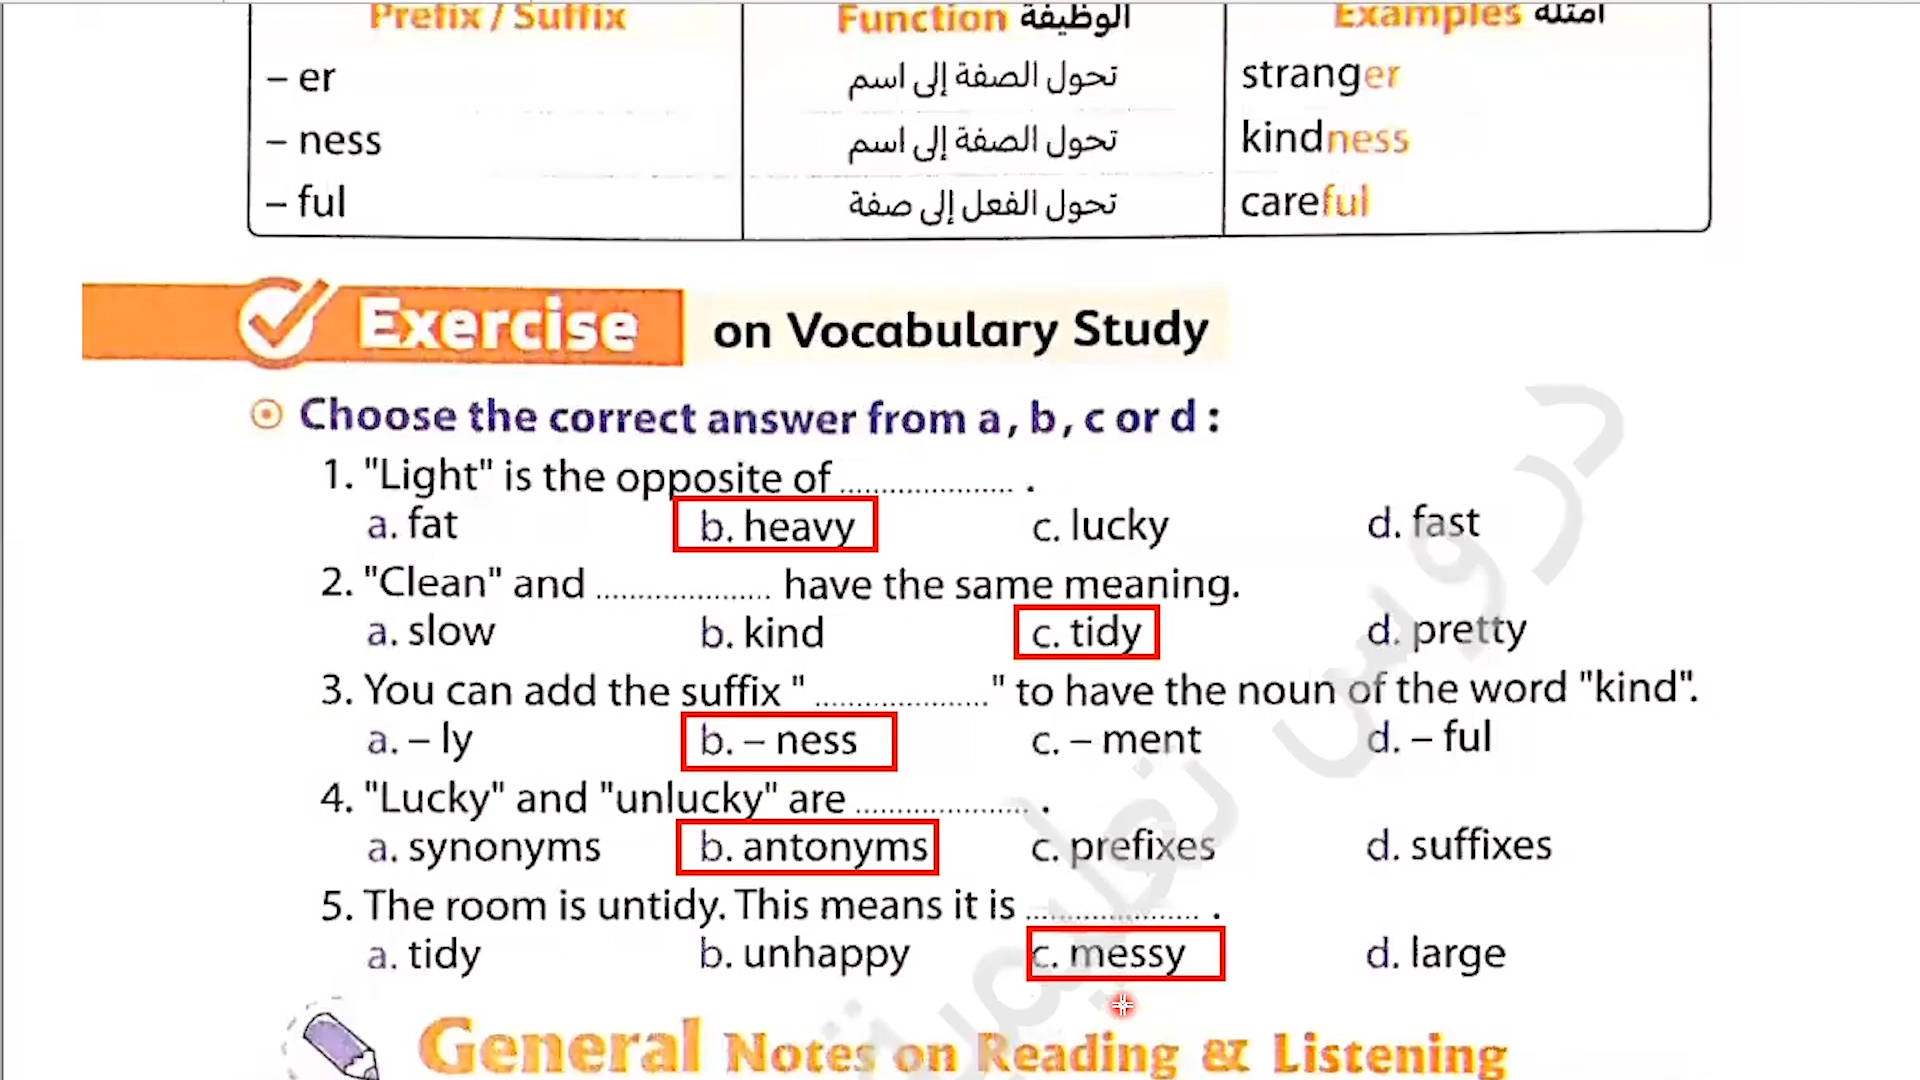 Prefix / Suffix Function الوظيفة Examples أمثلة
– er تحول الصفة إلى اسم stranger
– ness تحول الصفة إلى اسم kindness
– ful تحول الفعل إلى صفة careful
Exercise on Vocabulary Study
Choose the correct answer from a, b, c or d :
1. "Light" is the opposite of .................... .
a. fat b. heavy c. lucky d. fast
2. "Clean" and .................... have the same meaning.
a. slow b. kind c. tidy d. pretty
3. You can add the suffix "...................." to have the noun of the word "kind".
a. – ly b. – ness c. – ment d. – ful
4. "Lucky" and "unlucky" are .................... .
a. synonyms b. antonyms c. prefixes d. suffixes
5. The room is untidy. This means it is .................... .
a. tidy b. unhappy c. messy d. large
General Notes on Reading & Listening
دروس تعليمية